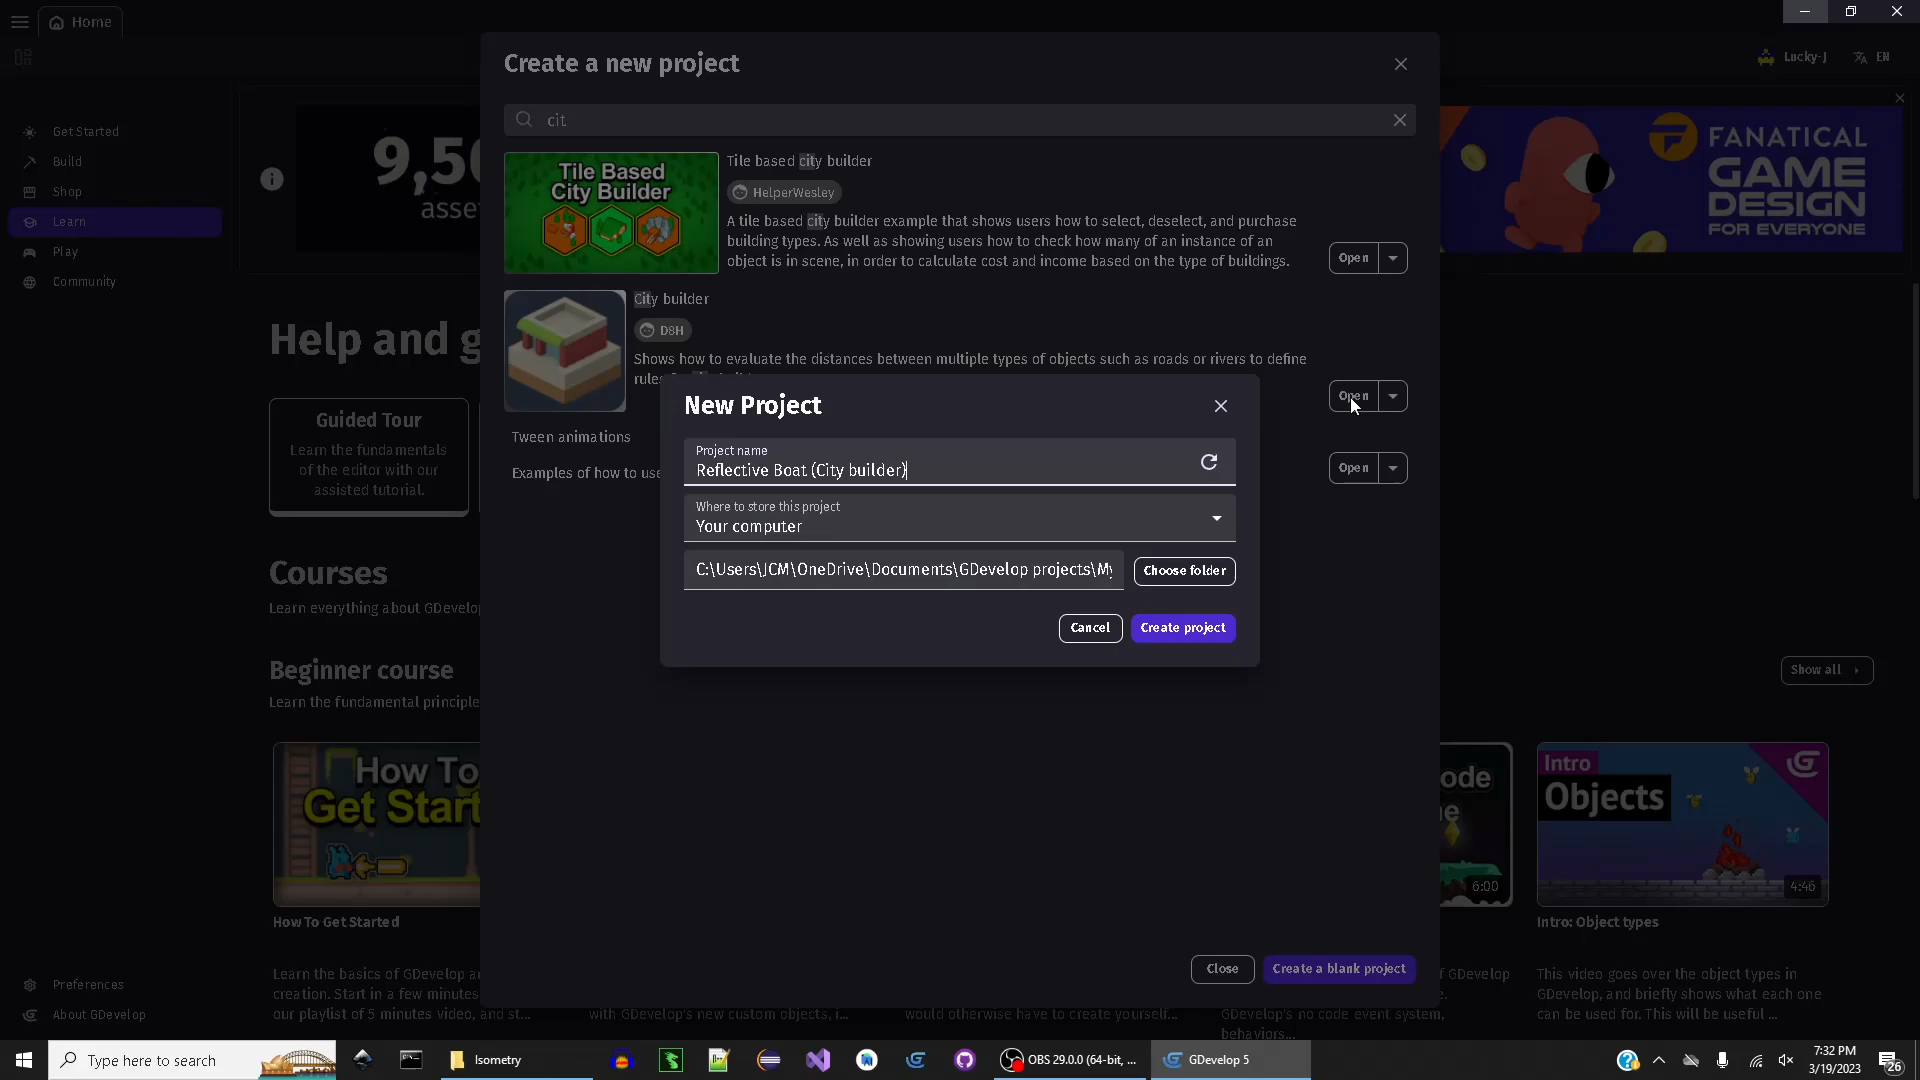 Home
Create a new project
Lucky-J
EN
cit
Get Started
Build
Shop
Learn
Play
Community
9,50
asse
Tile Based
City Builder
Tile based city builder
HelperWesley
A tile based city builder example that shows users how to select, deselect, and purchase
building types. As well as showing users how to check how many of an instance of an
object is in scene, in order to calculate cost and income based on the type of buildings.
Open
FANATICAL
GAME
DESIGN
FOR EVERYONE
City builder
D8H
Shows how to evaluate the distances between multiple types of objects such as roads or rivers to define
rules
Open
Help and g
Guided Tour
Learn the fundamentals
of the editor with our
assisted tutorial.
Tween animations
Examples of how to use
Open
New Project
Project name
Reflective Boat (City builder)
Where to store this project
Your computer
C:\Users\JCM\OneDrive\Documents\GDevelop projects\My
Choose folder
Cancel
Create project
Courses
Learn everything about GDevelo
Beginner course
Learn the fundamental principle
Show all
How To
Get Start
ode
e
6:00
Intro
Objects
4:46
How To Get Started
Intro: Object types
Learn the basics of GDevelop a
creation. Start in a few minutes
our playlist of 5 minutes video, and st...
with GDevelop's new custom objects, i...
would otherwise have to create yourself...
f GDevelop
e.
GDevelop's no code event system,
behaviors...
This video goes over the object types in
GDevelop, and briefly shows what each one
can be used for. This will be useful ...
Close
Create a blank project
Preferences
About GDevelop
Type here to search
Isometry
OBS 29.0.0 (64-bit, ...
GDevelop 5
7:32 PM
3/19/2023
26